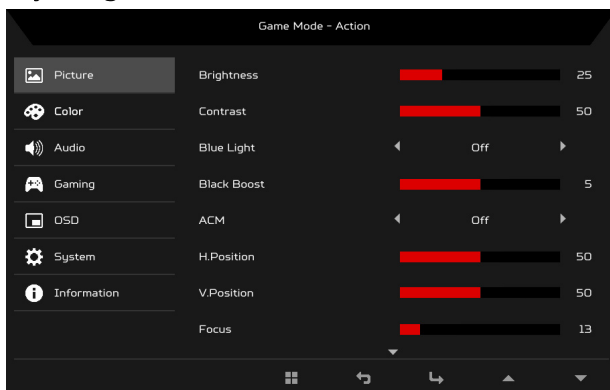 Game Mode - Action
Picture
Brightness 25
Color
Contrast 50
Audio
Blue Light Off
Gaming
Black Boost 5
OSD
ACM Off
System
H.Position 50
Information
V.Position 50
Focus 13